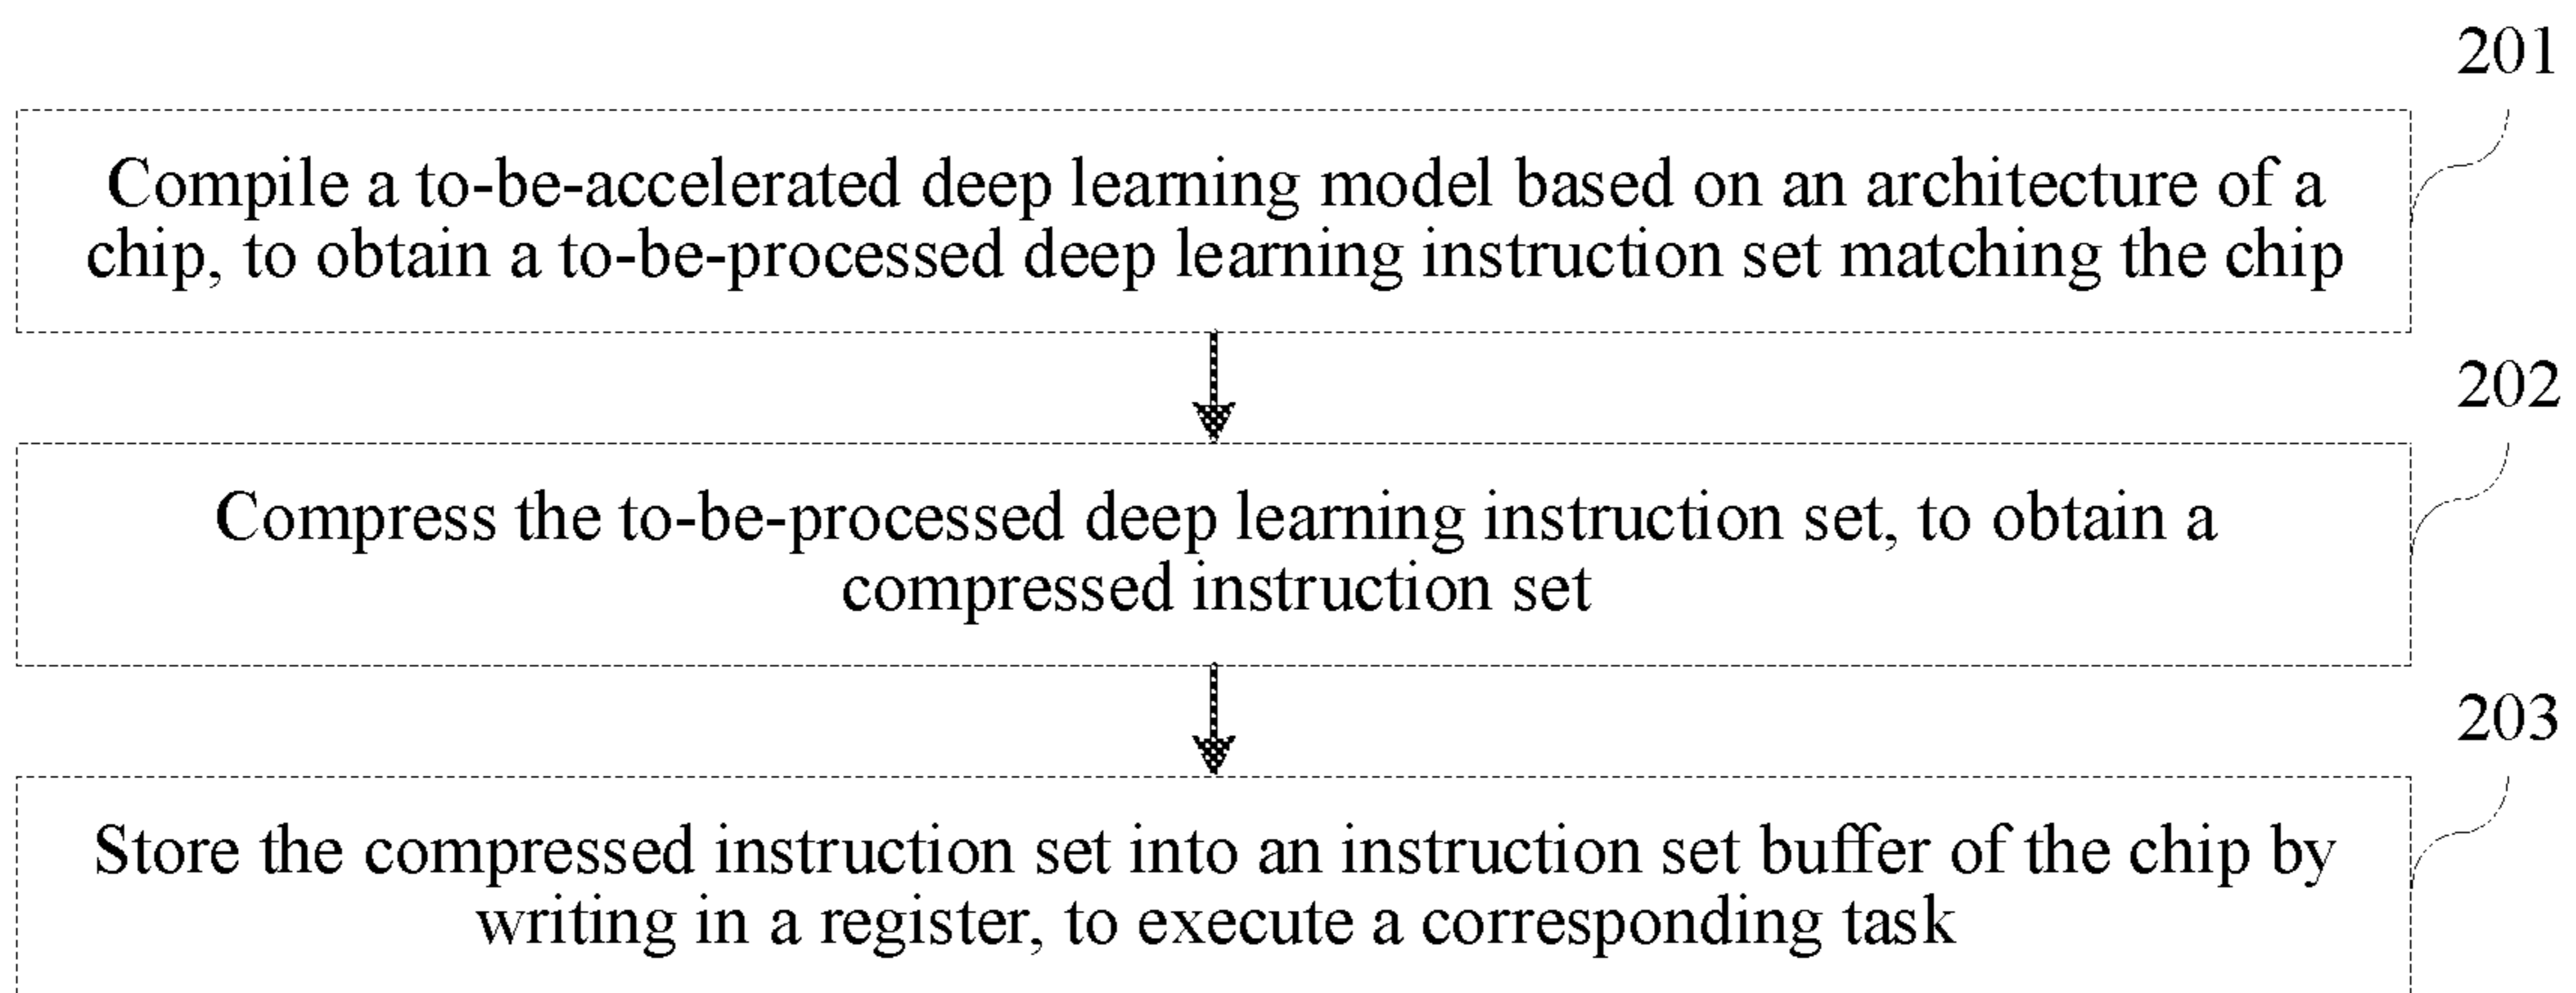 201
Compile a to-be-accelerated deep learning model based on an architecture of a
chip, to obtain a to-be-processed deep learning instruction set matching the chip
202
Compress the to-be-processed deep learning instruction set, to obtain a
compressed instruction set
203
Store the compressed instruction set into an instruction set buffer of the chip by
writing in a register, to execute a corresponding task